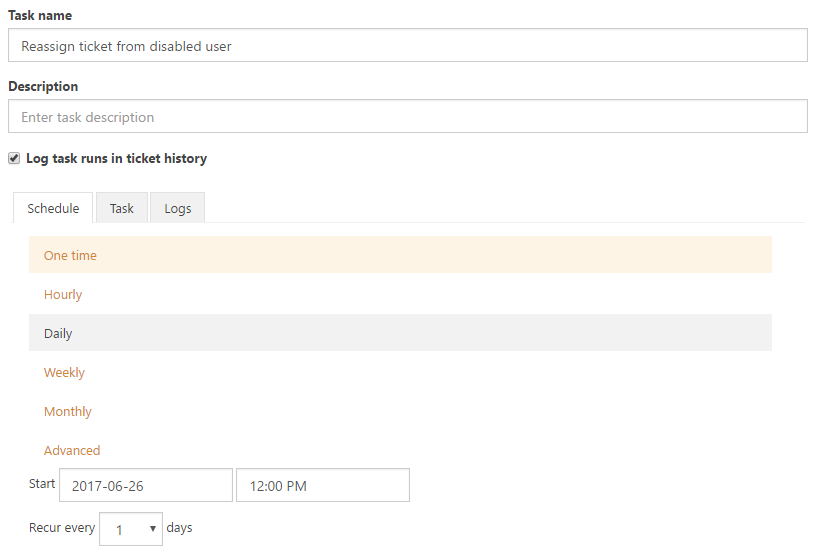 Task name
Reassign ticket from disabled user
Description
Enter task description
Log task runs in ticket history
Schedule Task Logs
One time
Hourly
Daily
Weekly
Monthly
Advanced
Start 2017-06-26 12:00 PM
Recur every 1 days